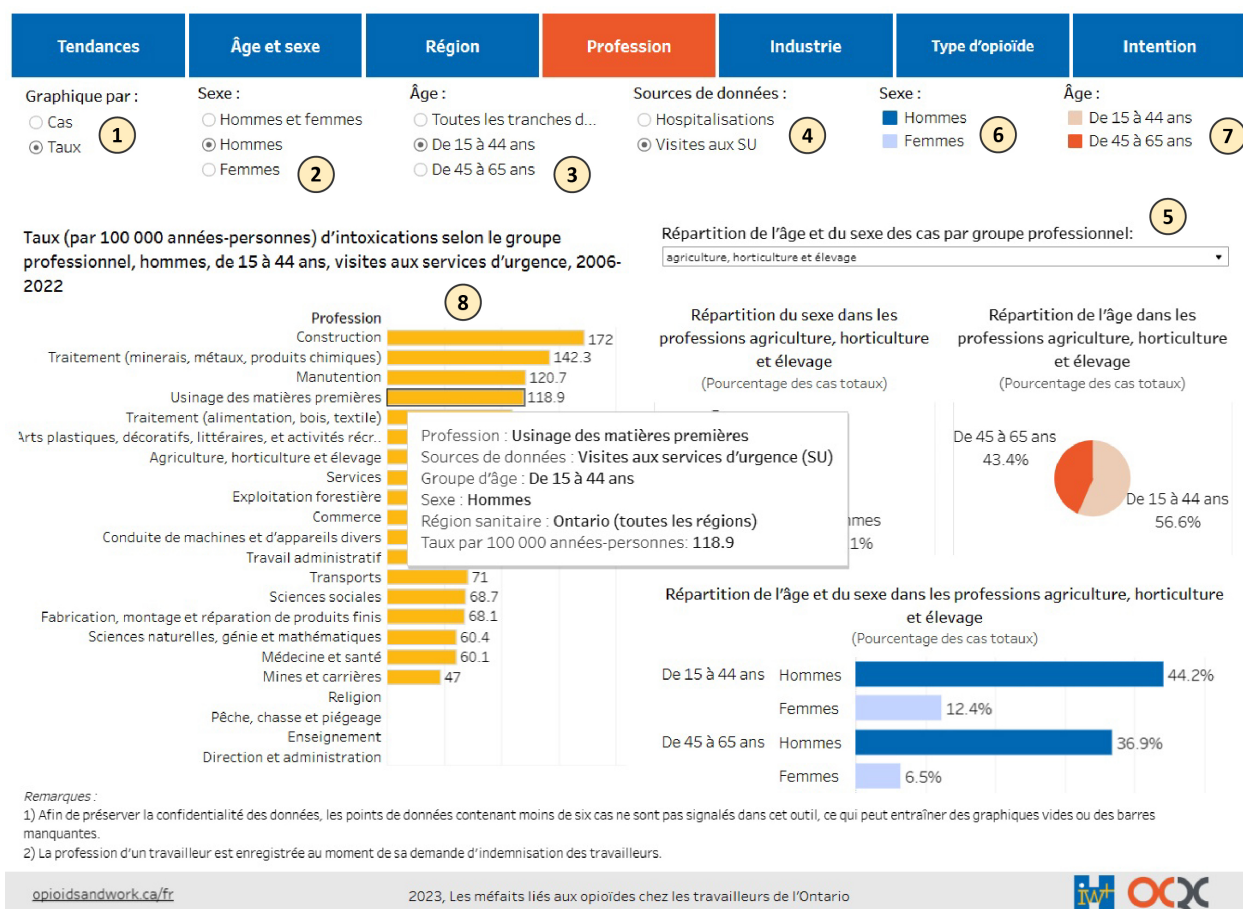 Tendances
Âge et sexe
Région
Profession
Industrie
Type d'opioïde
Intention
Graphique par :
Cas
Taux
1
Sexe :
Hommes et femmes
Hommes
Femmes
2
Âge :
Toutes les tranches d...
De 15 à 44 ans
De 45 à 65 ans
3
Sources de données :
Hospitalisations
Visites aux SU
4
Sexe :
Hommes
Femmes
6
Âge :
De 15 à 44 ans
De 45 à 65 ans
7
Taux (par 100 000 années-personnes) d'intoxications selon le groupe
professionnel, hommes, de 15 à 44 ans, visites aux services d'urgence, 2006-
2022
8
Profession
Construction 172
Traitement (minerais, métaux, produits chimiques) 142.3
Manutention 120.7
Usinage des matières premières 118.9
Traitement (alimentation, bois, textile)
Arts plastiques, décoratifs, littéraires, et activités récr..
Agriculture, horticulture et élevage
Services
Exploitation forestière
Commerce
Conduite de machines et d'appareils divers
Travail administratif
Transports 71
Sciences sociales 68.7
Fabrication, montage et réparation de produits finis 68.1
Sciences naturelles, génie et mathématiques 60.4
Médecine et santé 60.1
Mines et carrières 47
Religion
Pêche, chasse et piégeage
Enseignement
Direction et administration
Profession : Usinage des matières premières
Sources de données : Visites aux services d'urgence (SU)
Groupe d'âge : De 15 à 44 ans
Sexe : Hommes
Région sanitaire : Ontario (toutes les régions)
Taux par 100 000 années-personnes: 118.9
5
Répartition de l'âge et du sexe des cas par groupe professionnel:
agriculture, horticulture et élevage
Répartition du sexe dans les
professions agriculture, horticulture
et élevage
(Pourcentage des cas totaux)
mmes
1%
Répartition de l'âge dans les
professions agriculture, horticulture
et élevage
(Pourcentage des cas totaux)
De 45 à 65 ans
43.4%
De 15 à 44 ans
56.6%
Répartition de l'âge et du sexe dans les professions agriculture, horticulture
et élevage
(Pourcentage des cas totaux)
De 15 à 44 ans Hommes 44.2%
Femmes 12.4%
De 45 à 65 ans Hommes 36.9%
Femmes 6.5%
Remarques :
1) Afin de préserver la confidentialité des données, les points de données contenant moins de six cas ne sont pas signalés dans cet outil, ce qui peut entraîner des graphiques vides ou des barres
manquantes.
2) La profession d'un travailleur est enregistrée au moment de sa demande d'indemnisation des travailleurs.
opioidsandwork.ca/fr
2023, Les méfaits liés aux opioïdes chez les travailleurs de l'Ontario
iw+